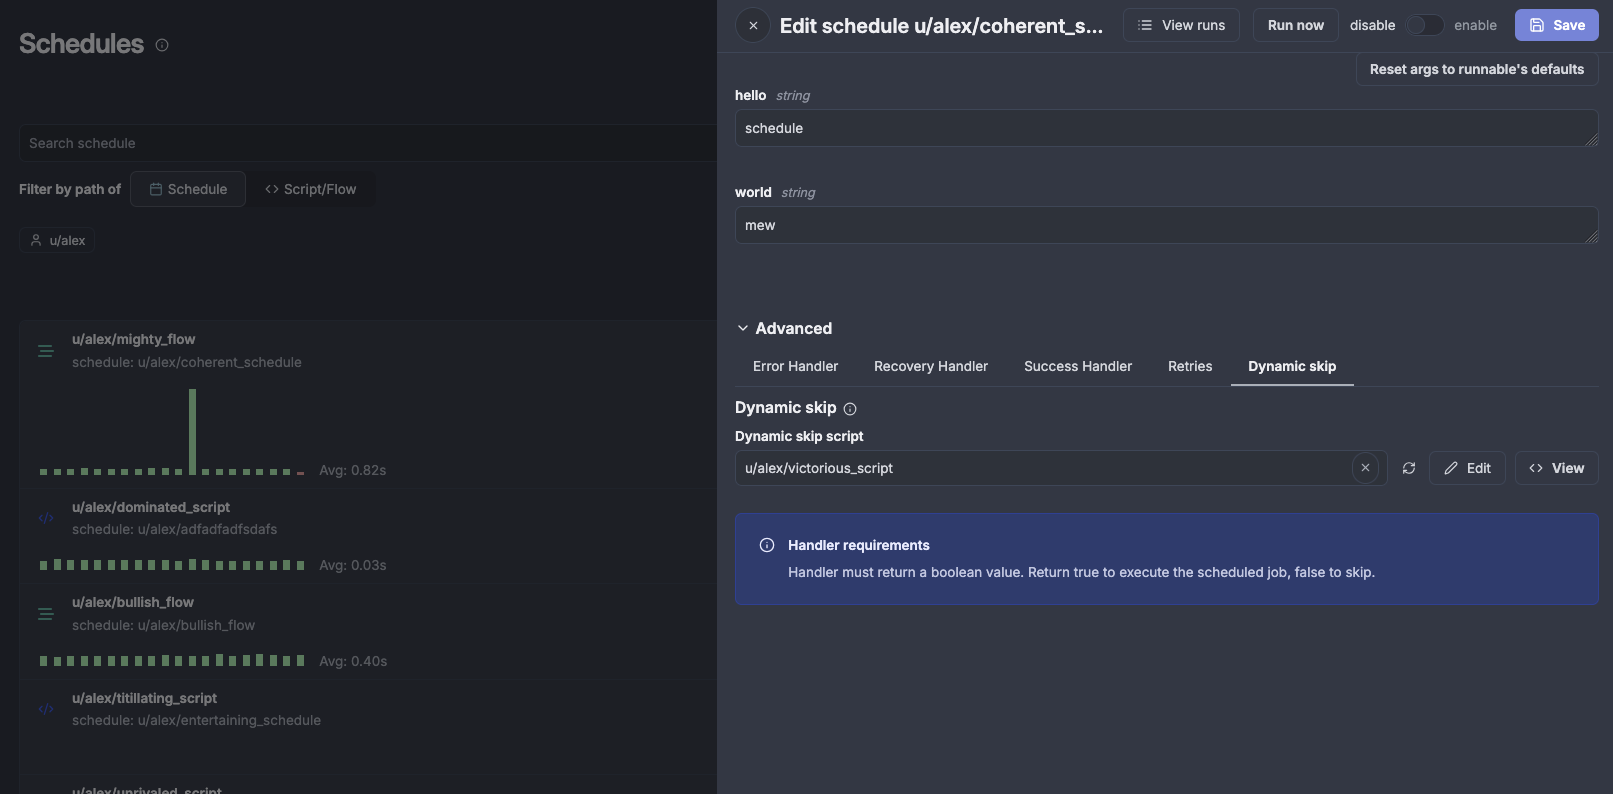 Schedules
Search schedule
Filter by path of
Schedule
Script/Flow
u/alex
u/alex/mighty_flow
schedule: u/alex/coherent_schedule
Avg: 0.82s
u/alex/dominated_script
schedule: u/alex/adfadfadfsdafs
Avg: 0.03s
u/alex/bullish_flow
schedule: u/alex/bullish_flow
Avg: 0.40s
u/alex/titillating_script
schedule: u/alex/entertaining_schedule
u/alex/unrivaled_script
Edit schedule u/alex/coherent_s...
View runs
Run now
disable
enable
Save
Reset args to runnable's defaults
hello string
schedule
world string
mew
Advanced
Error Handler
Recovery Handler
Success Handler
Retries
Dynamic skip
Dynamic skip
Dynamic skip script
u/alex/victorious_script
Edit
View
Handler requirements
Handler must return a boolean value. Return true to execute the scheduled job, false to skip.